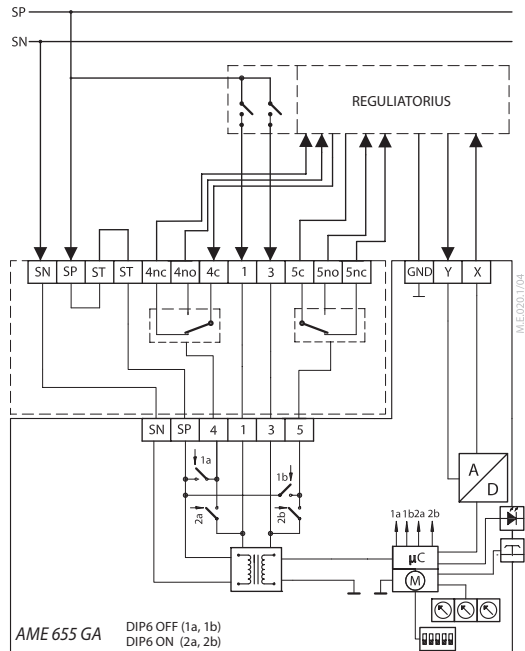 SP
SN
REGULIATORIUS
SN SP ST ST 4nc 4no 4c 1 3 5c 5no 5nc GND Y X
M.E.020.1/04
SN SP 4 1 3 5
1a
1b
2a
2b
A
D
1a 1b 2a 2b
µC
M
AME 655 GA
DIP6 OFF (1a, 1b)
DIP6 ON (2a, 2b)